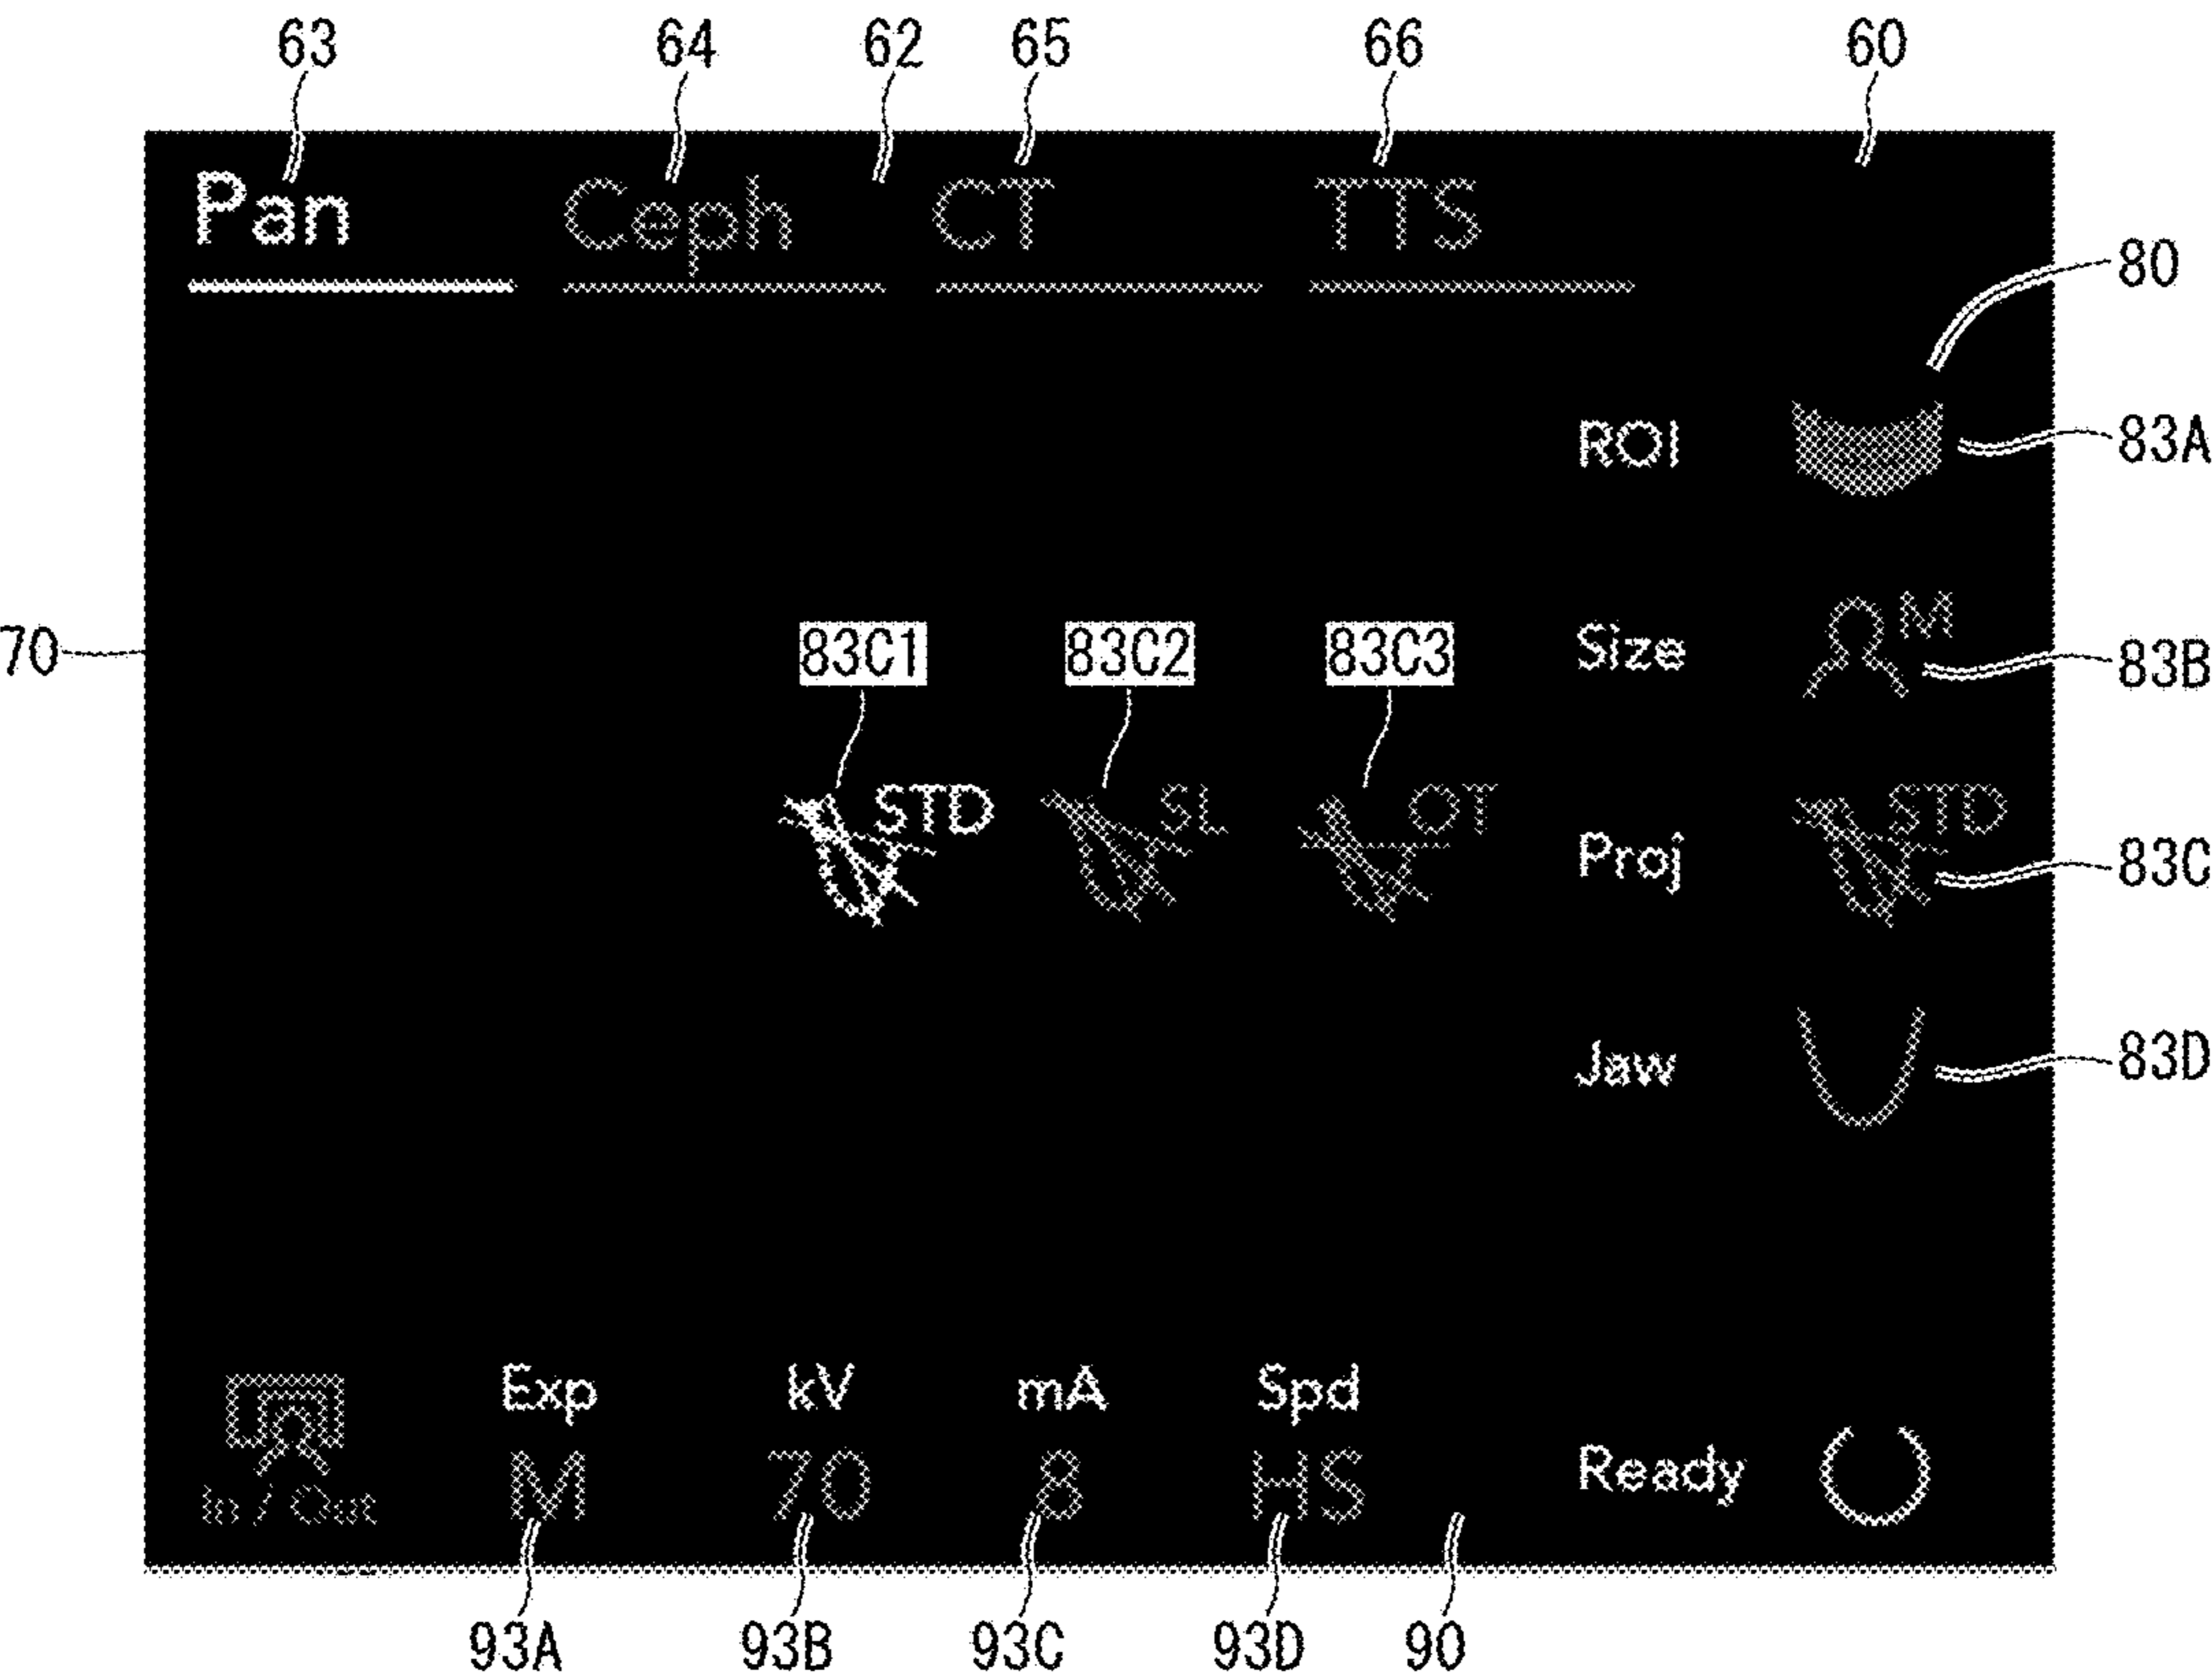 63 64 62 65 66 60
Pan Ceph CT TTS
80
ROI 83A
70 83C1 83C2 83C3 Size M 83B
STD SL OT Proj STD 83C
Jaw 83D
Exp kV mA Spd
In / Out M 70 8 HS Ready
93A 93B 93C 93D 90